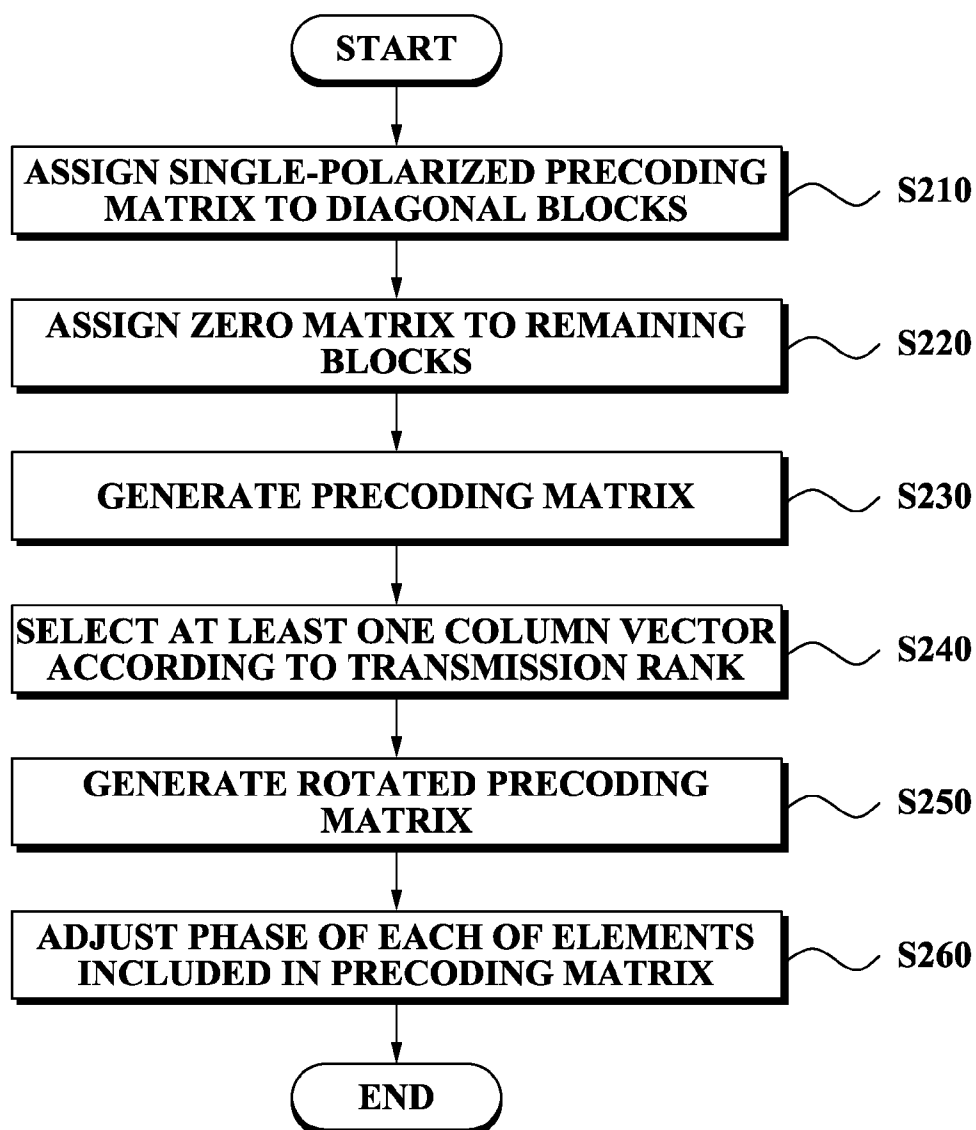 START
ASSIGN SINGLE-POLARIZED PRECODING
MATRIX TO DIAGONAL BLOCKS
S210
ASSIGN ZERO MATRIX TO REMAINING
BLOCKS
S220
GENERATE PRECODING MATRIX
S230
SELECT AT LEAST ONE COLUMN VECTOR
ACCORDING TO TRANSMISSION RANK
S240
GENERATE ROTATED PRECODING
MATRIX
S250
ADJUST PHASE OF EACH OF ELEMENTS
INCLUDED IN PRECODING MATRIX
S260
END